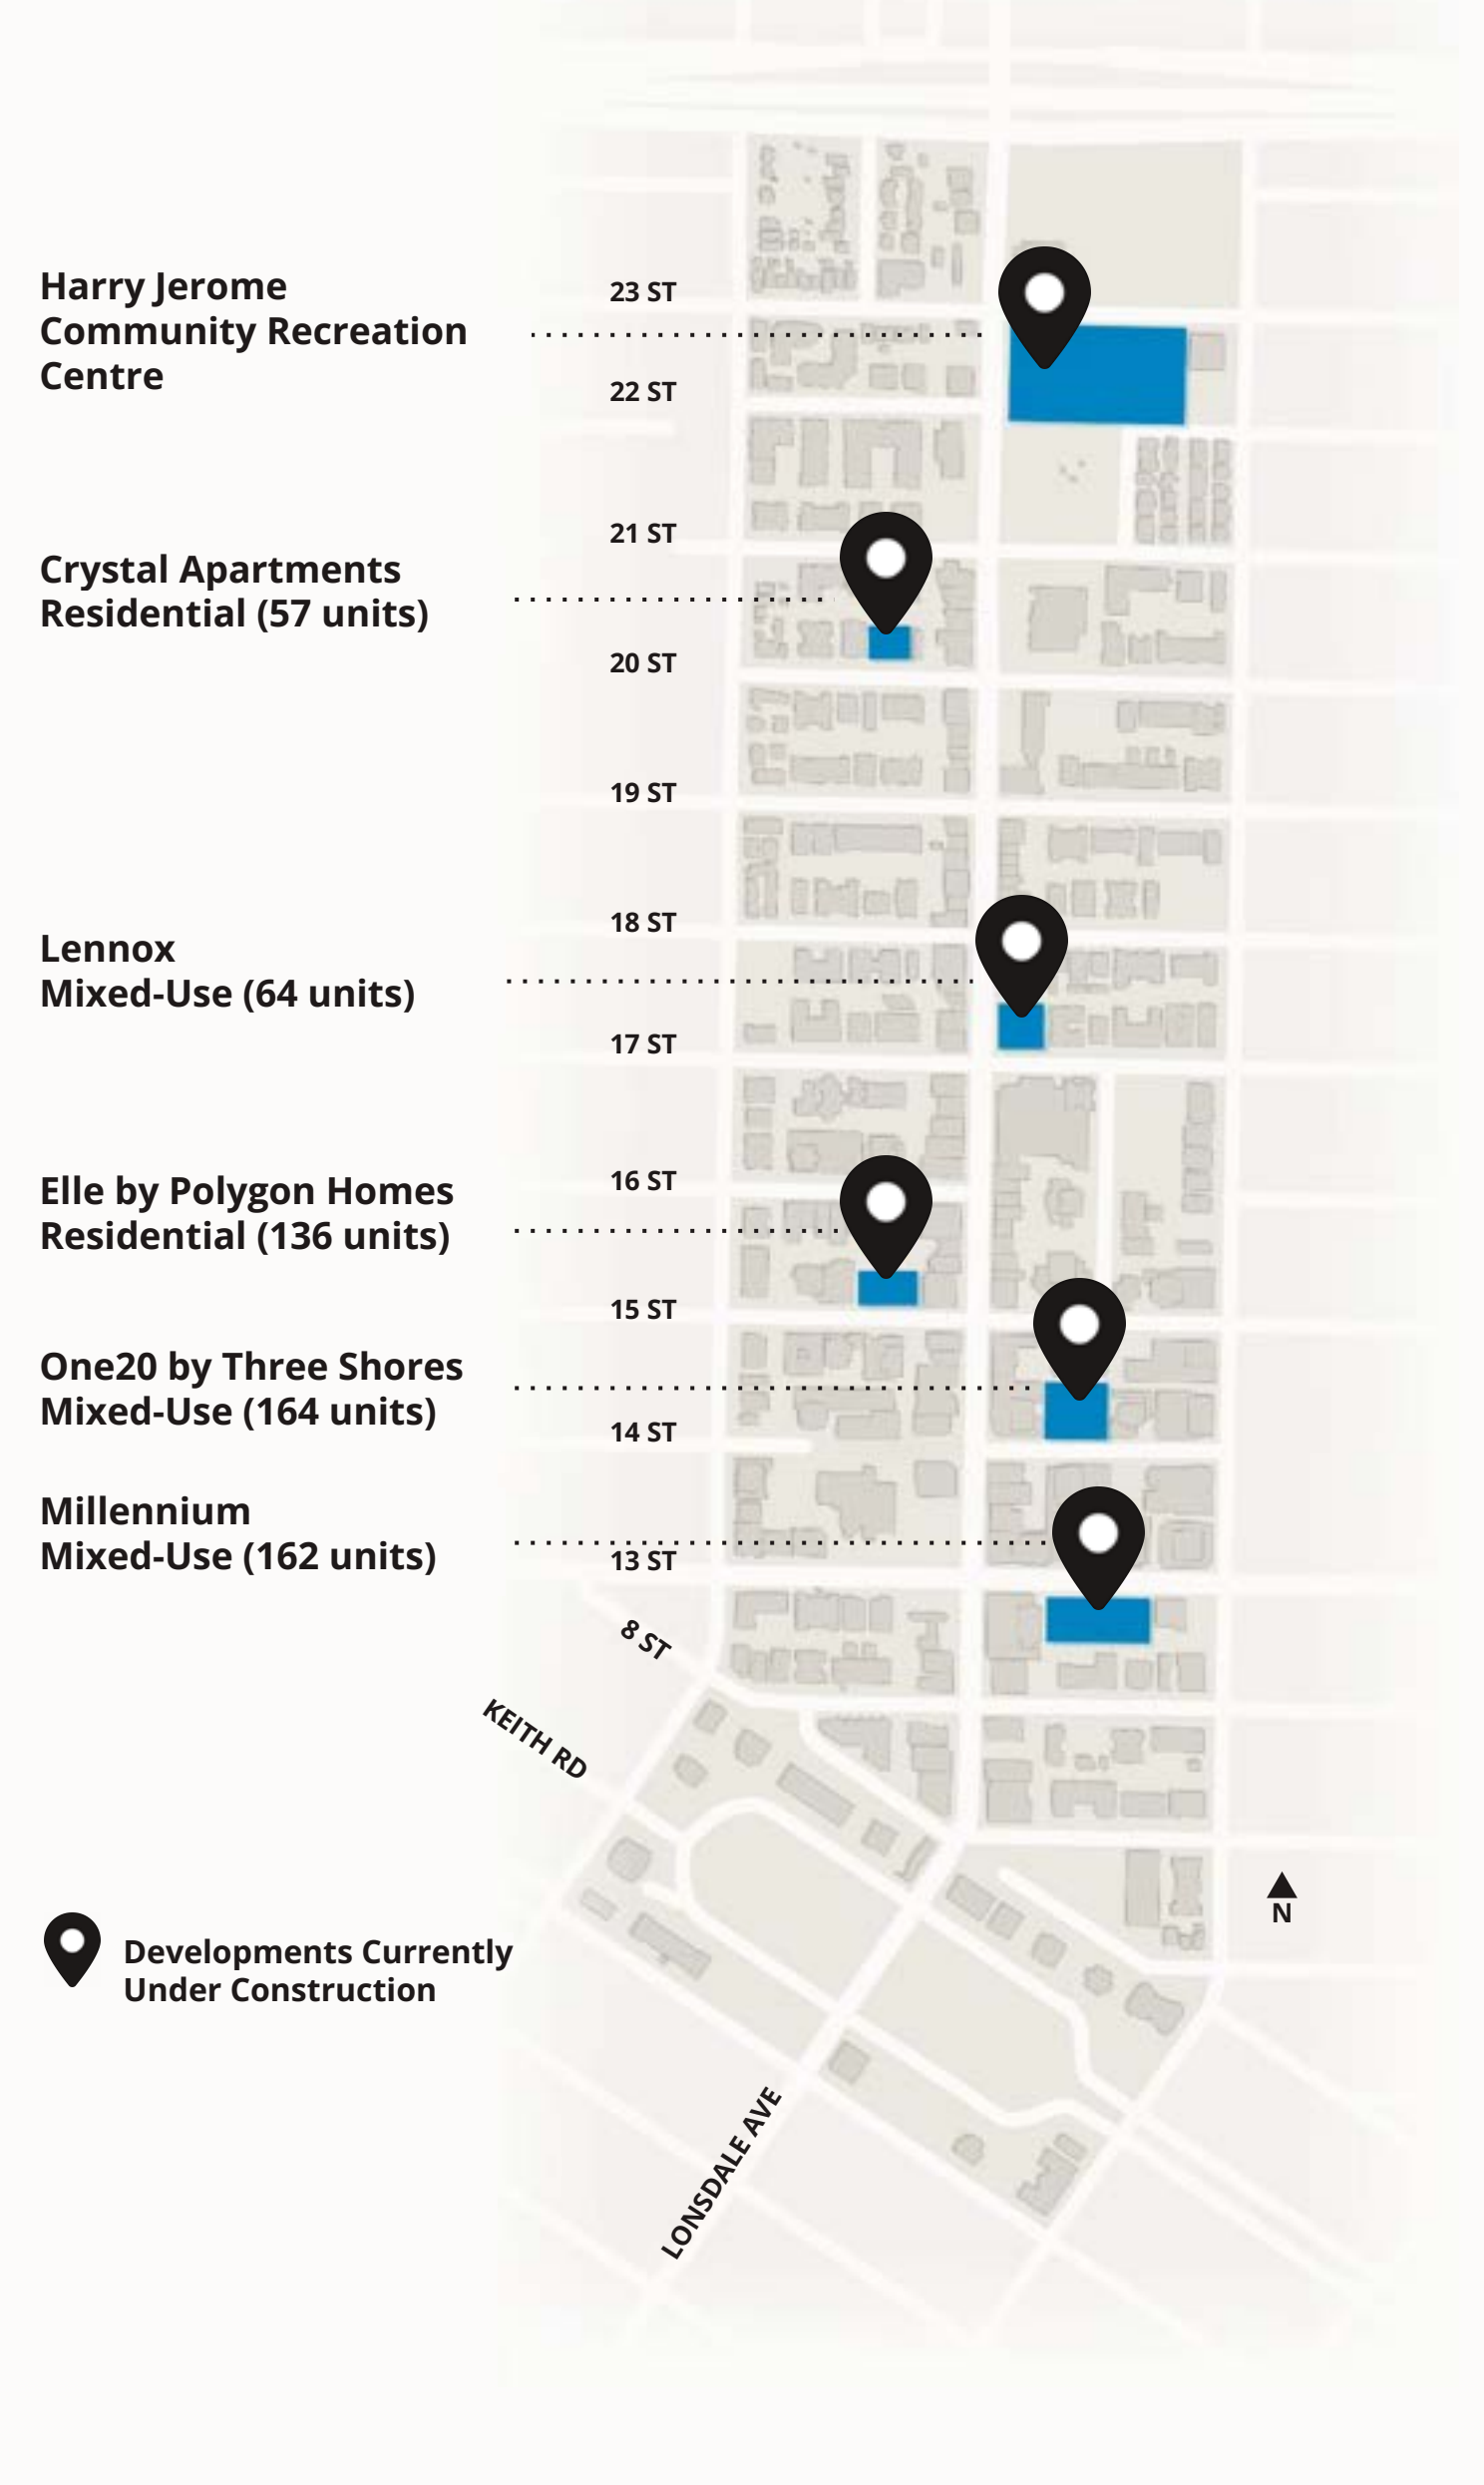 Harry Jerome
Community Recreation
Centre
23 ST
22 ST
21 ST
Crystal Apartments
Residential (57 units)
20 ST
19 ST
18 ST
Lennox
Mixed-Use (64 units)
17 ST
16 ST
Elle by Polygon Homes
Residential (136 units)
15 ST
One20 by Three Shores
Mixed-Use (164 units)
14 ST
Millennium
Mixed-Use (162 units)
13 ST
8 ST
KEITH RD
N
Developments Currently
Under Construction
LONSDALE AVE